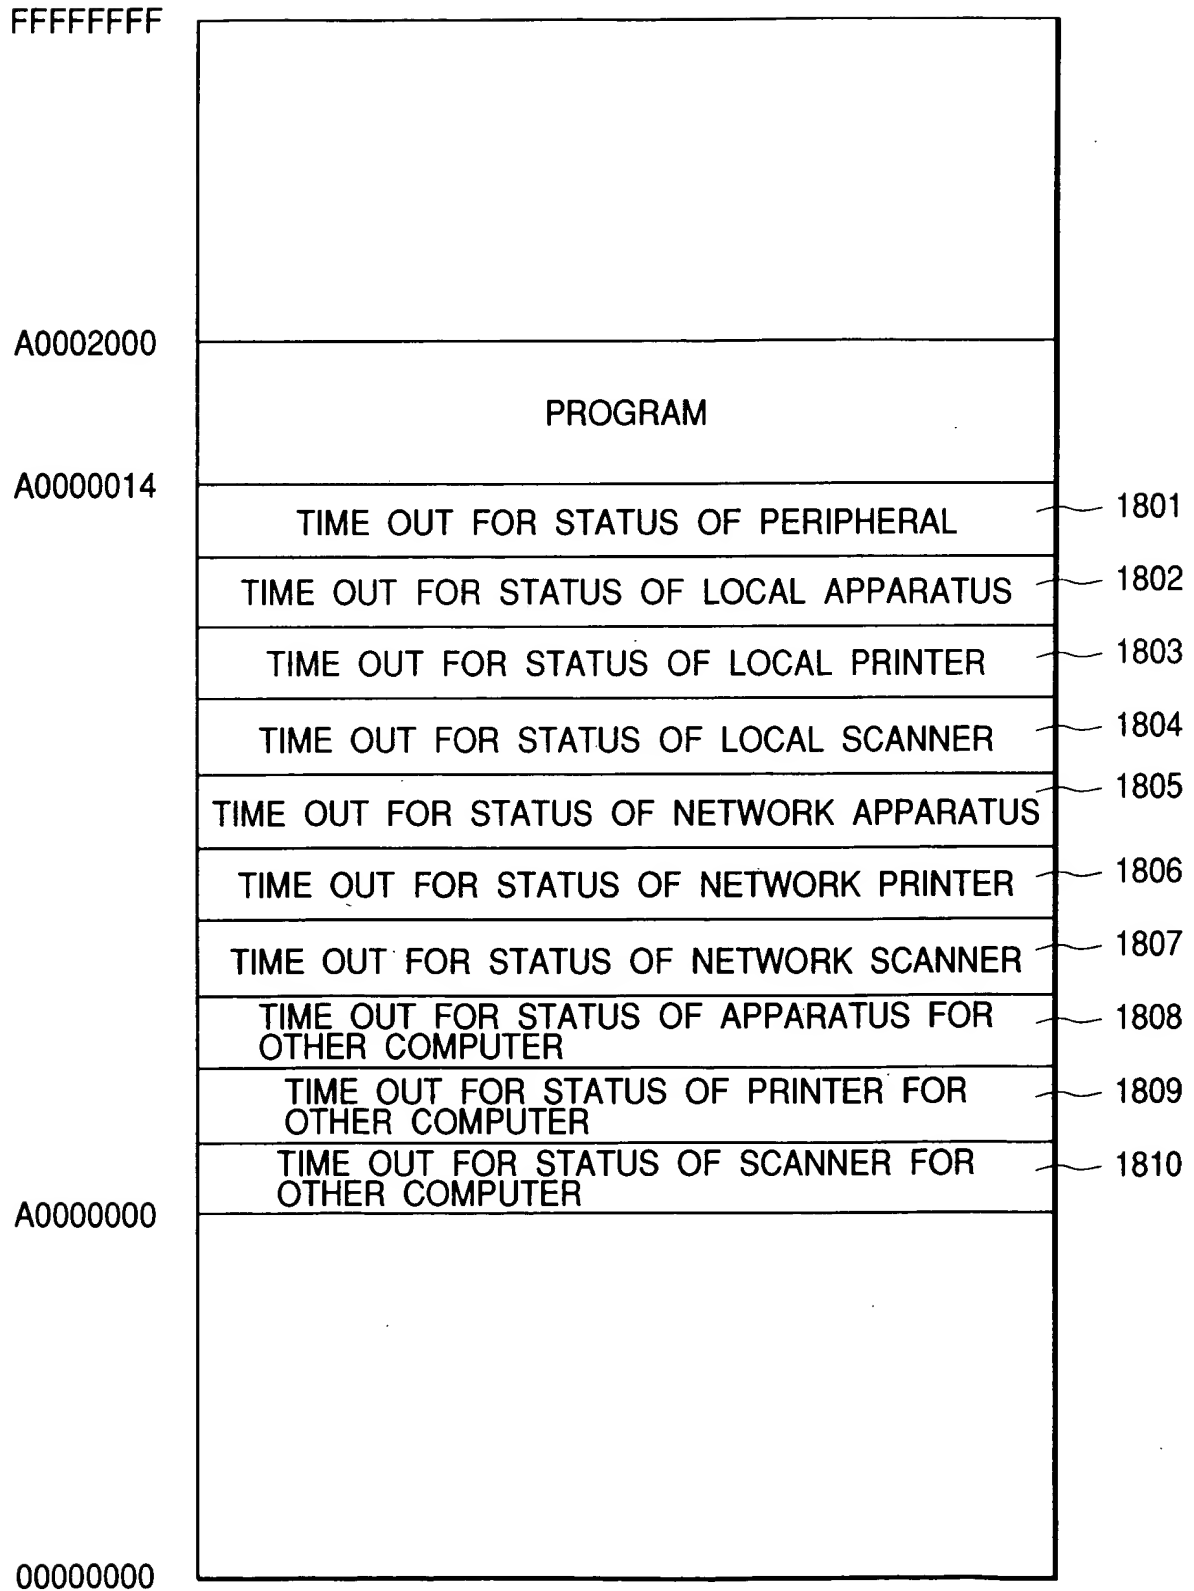 FFFFFFFF
A0002000
PROGRAM
A0000014
TIME OUT FOR STATUS OF PERIPHERAL 1801
TIME OUT FOR STATUS OF LOCAL APPARATUS 1802
TIME OUT FOR STATUS OF LOCAL PRINTER 1803
TIME OUT FOR STATUS OF LOCAL SCANNER 1804
TIME OUT FOR STATUS OF NETWORK APPARATUS 1805
TIME OUT FOR STATUS OF NETWORK PRINTER 1806
TIME OUT FOR STATUS OF NETWORK SCANNER 1807
TIME OUT FOR STATUS OF APPARATUS FOR 1808
OTHER COMPUTER
TIME OUT FOR STATUS OF PRINTER FOR 1809
OTHER COMPUTER
TIME OUT FOR STATUS OF SCANNER FOR 1810
OTHER COMPUTER
A0000000
00000000